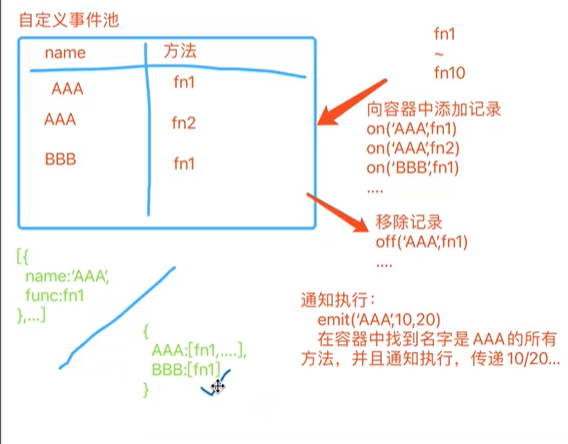 自定义事件池
name 方法
AAA fn1
AAA fn2
BBB fn1
fn1
~
fn10
向容器中添加记录
on('AAA',fn1)
on('AAA',fn2)
on('BBB',fn1)
....
移除记录
off('AAA',fn1)
....
[{
name:'AAA',
func:fn1
},...]
{
AAA:[fn1,....],
BBB:[fn1]
}
通知执行：
emit('AAA',10,20)
在容器中找到名字是AAA的所有
方法，并且通知执行，传递10/20...